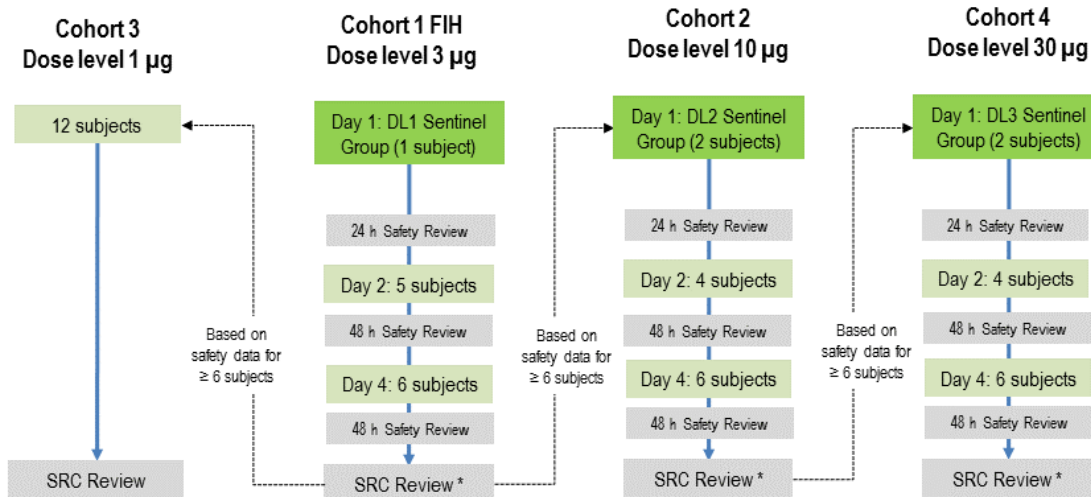 Cohort 3
Dose level 1 µg
12 subjects
SRC Review
Based on
safety data for
≥ 6 subjects
Cohort 1 FIH
Dose level 3 µg
Day 1: DL1 Sentinel
Group (1 subject)
24 h Safety Review
Day 2: 5 subjects
48 h Safety Review
Day 4: 6 subjects
48 h Safety Review
SRC Review *
Based on
safety data for
≥ 6 subjects
Cohort 2
Dose level 10 µg
Day 1: DL2 Sentinel
Group (2 subjects)
24 h Safety Review
Day 2: 4 subjects
48 h Safety Review
Day 4: 6 subjects
48 h Safety Review
SRC Review *
Based on
safety data for
≥ 6 subjects
Cohort 4
Dose level 30 µg
Day 1: DL3 Sentinel
Group (2 subjects)
24 h Safety Review
Day 2: 4 subjects
48 h Safety Review
Day 4: 6 subjects
48 h Safety Review
SRC Review *